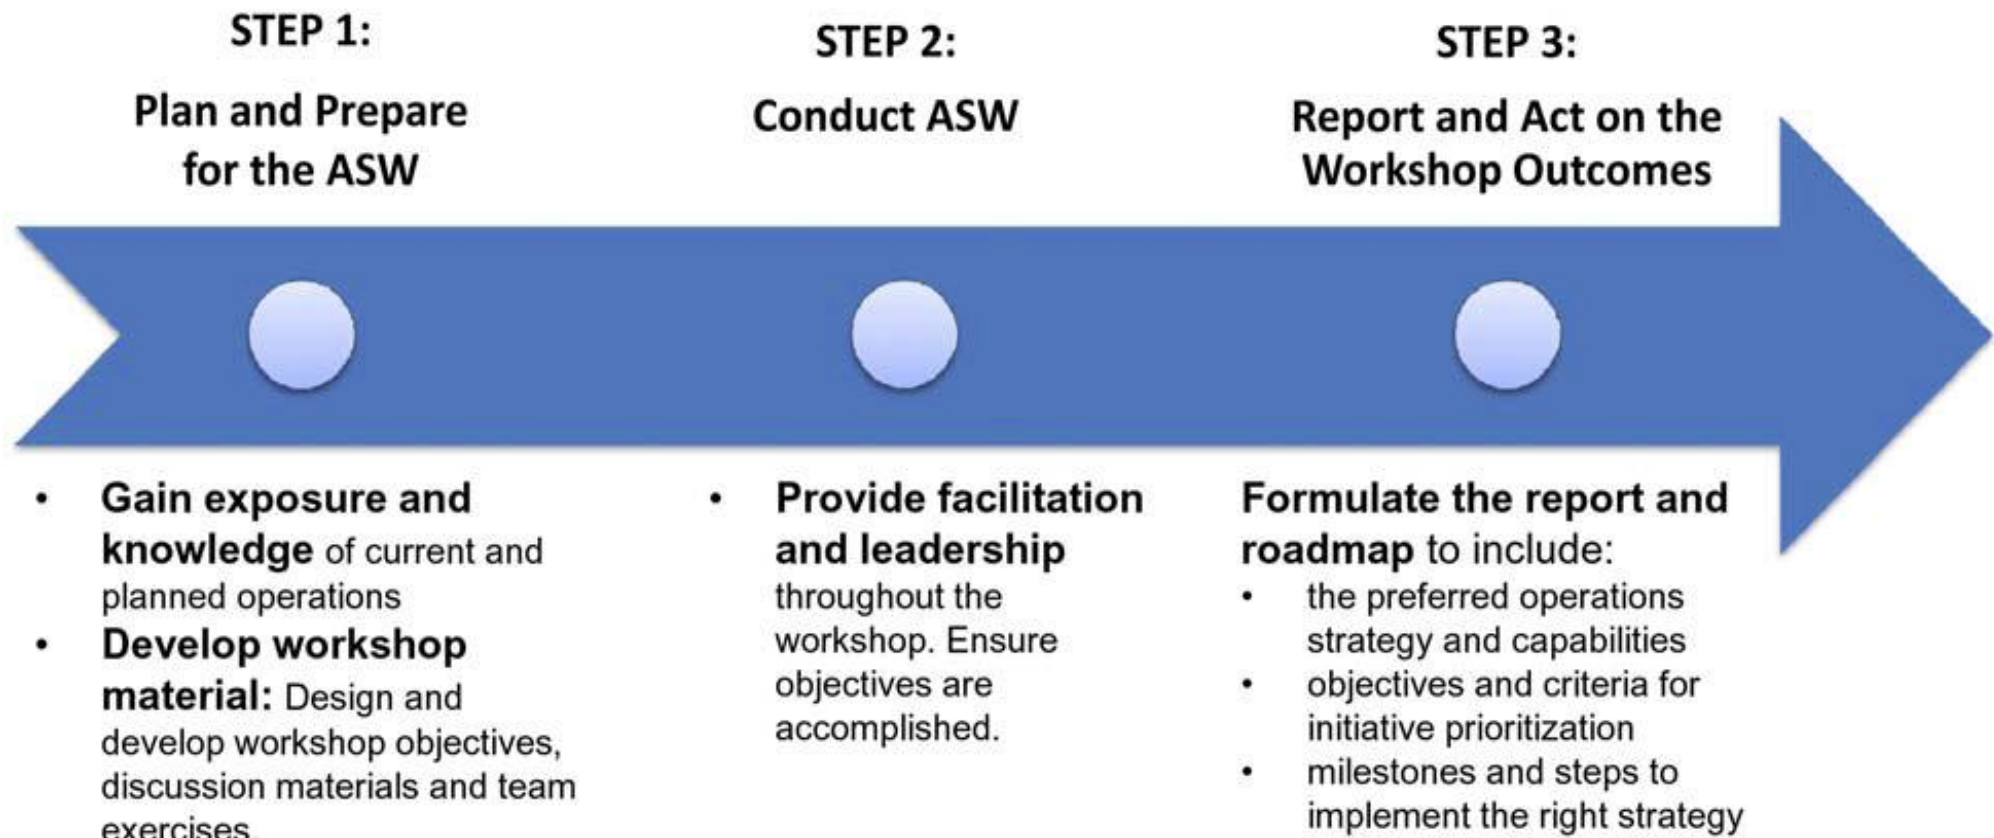 STEP 1:
Plan and Prepare
for the ASW
STEP 2:
Conduct ASW
STEP 3:
Report and Act on the
Workshop Outcomes
• Gain exposure and
knowledge of current and
planned operations
• Develop workshop
material: Design and
develop workshop objectives,
discussion materials and team
exercises.
• Provide facilitation
and leadership
throughout the
workshop. Ensure
objectives are
accomplished.
Formulate the report and
roadmap to include:
• the preferred operations
strategy and capabilities
• objectives and criteria for
initiative prioritization
• milestones and steps to
implement the right strategy